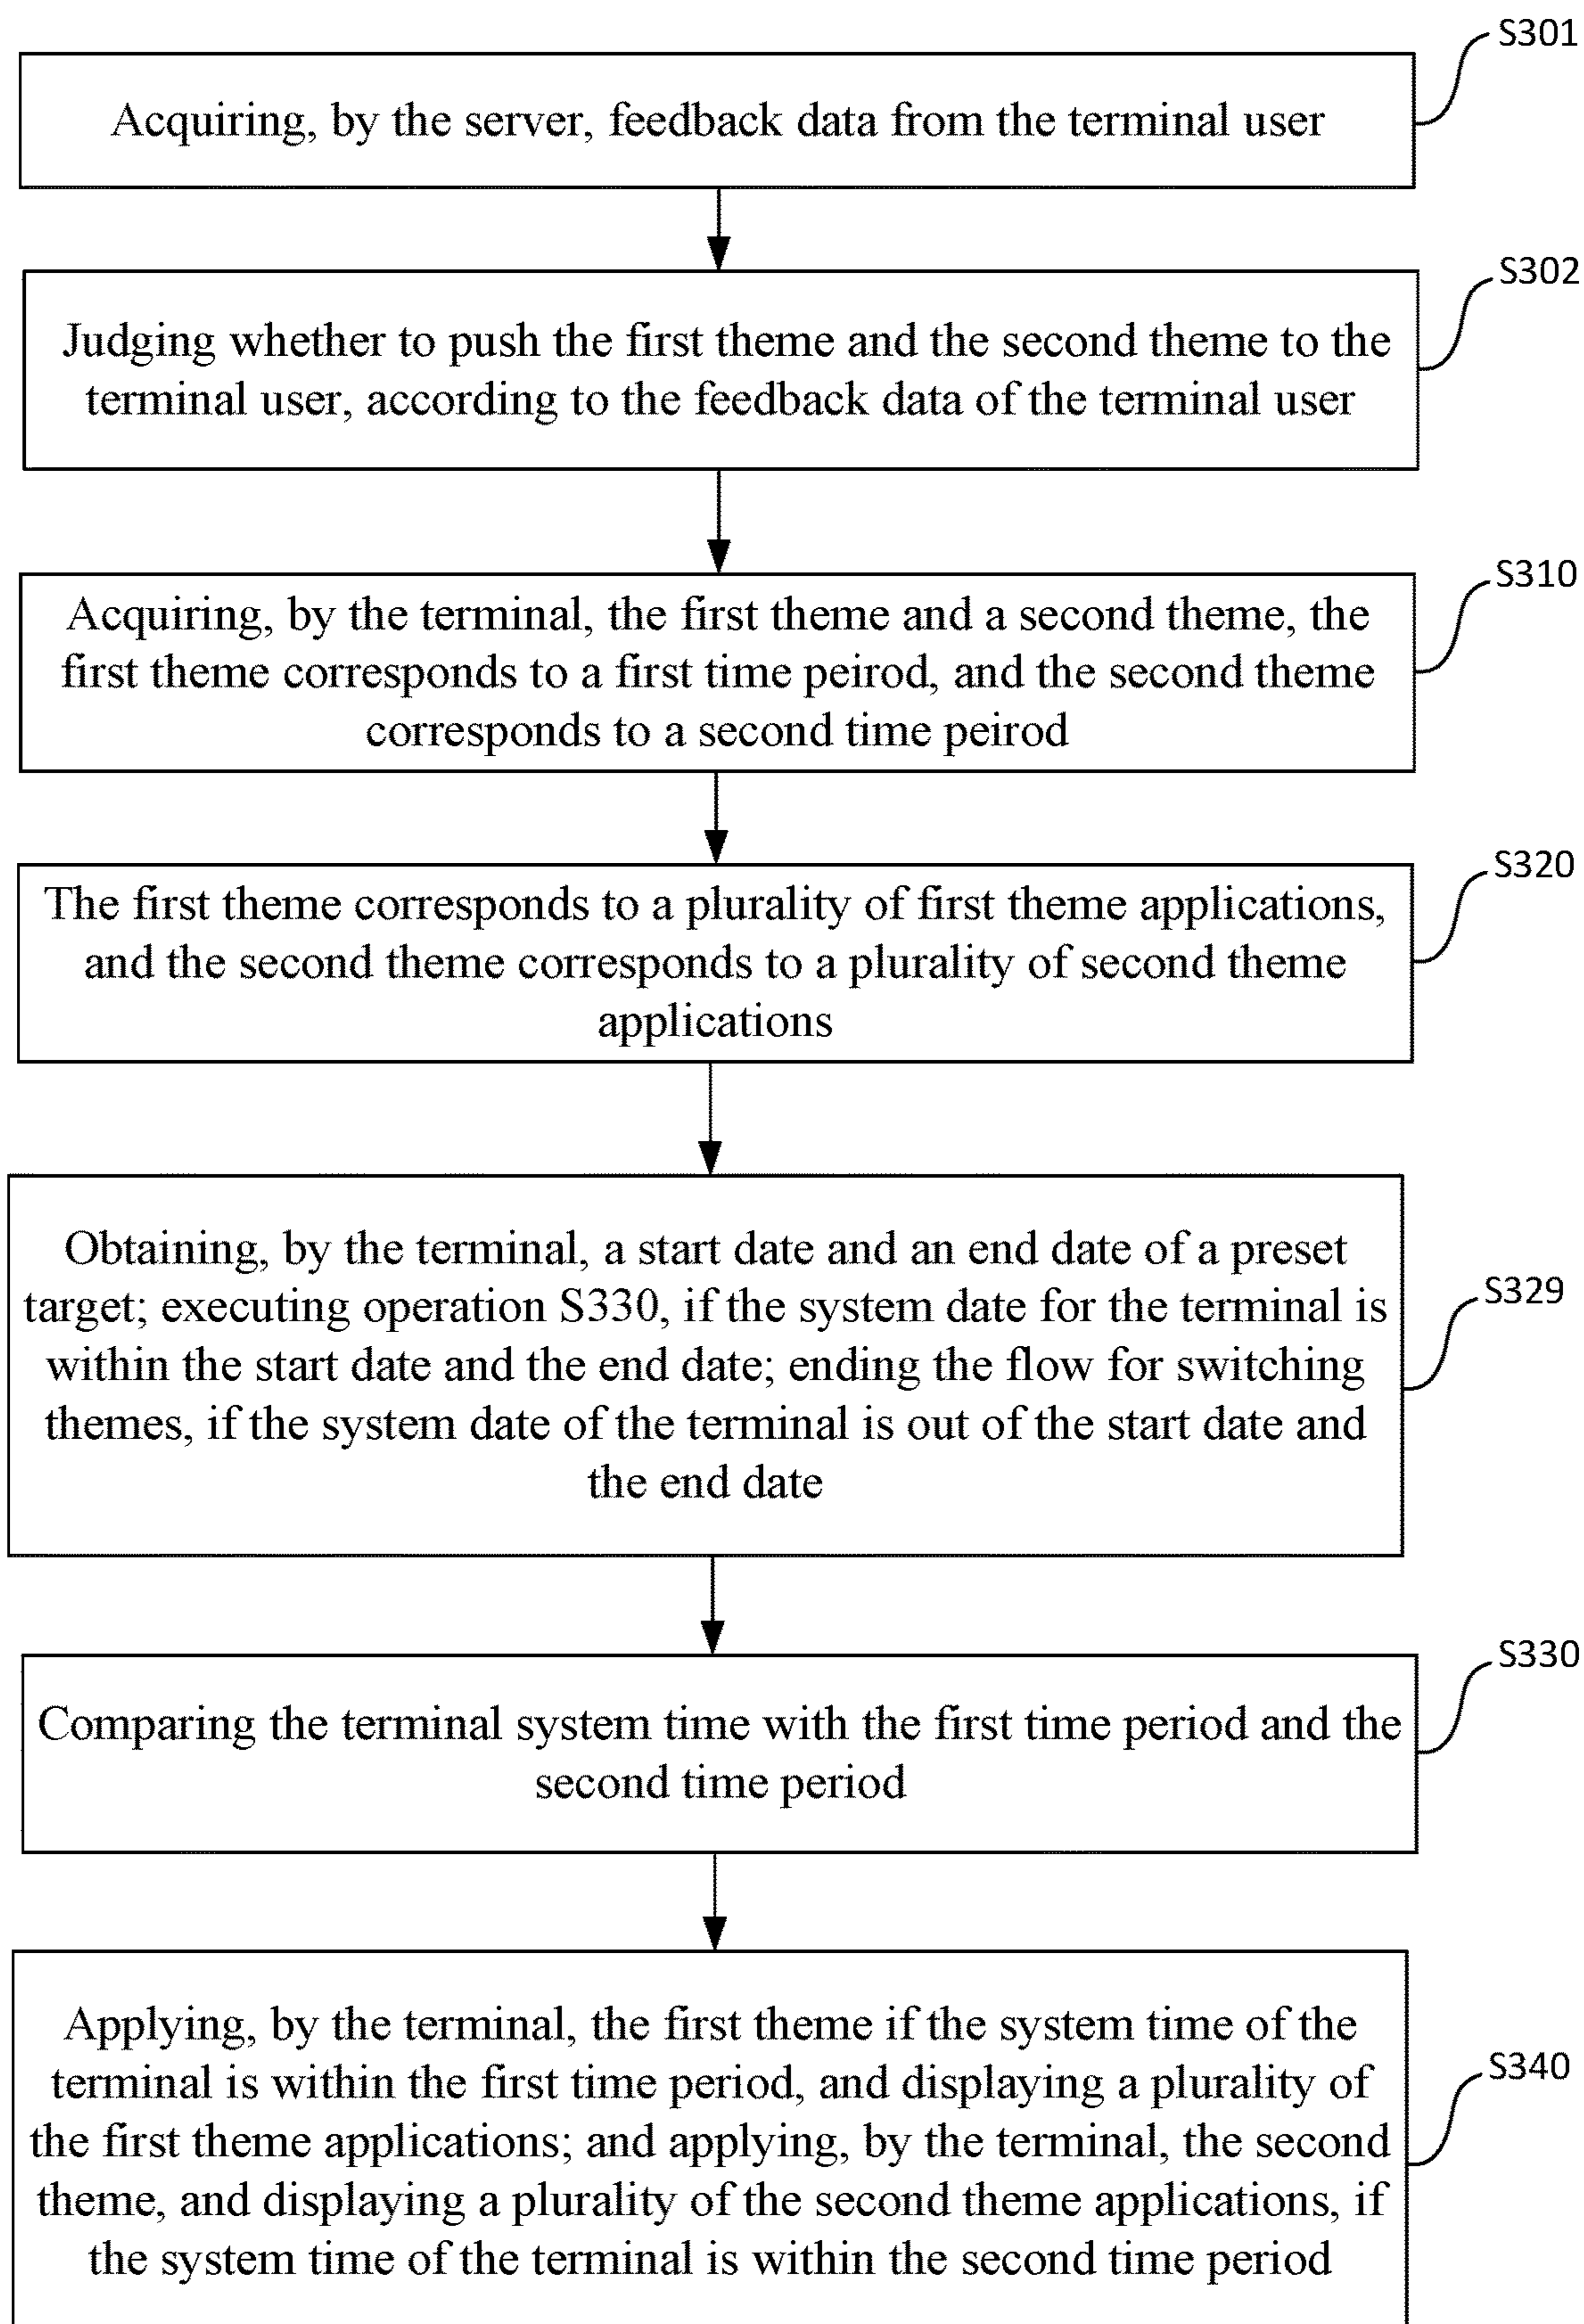 S301
Acquiring, by the server, feedback data from the terminal user
S302
Judging whether to push the first theme and the second theme to the
terminal user, according to the feedback data of the terminal user
S310
Acquiring, by the terminal, the first theme and a second theme, the
first theme corresponds to a first time peirod, and the second theme
corresponds to a second time peirod
S320
The first theme corresponds to a plurality of first theme applications,
and the second theme corresponds to a plurality of second theme
applications
Obtaining, by the terminal, a start date and an end date of a preset
target; executing operation S330, if the system date for the terminal is
within the start date and the end date; ending the flow for switching
themes, if the system date of the terminal is out of the start date and
the end date
S329
S330
Comparing the terminal system time with the first time period and the
second time period
Applying, by the terminal, the first theme if the system time of the
terminal is within the first time period, and displaying a plurality of
the first theme applications; and applying, by the terminal, the second
theme, and displaying a plurality of the second theme applications, if
the system time of the terminal is within the second time period
S340